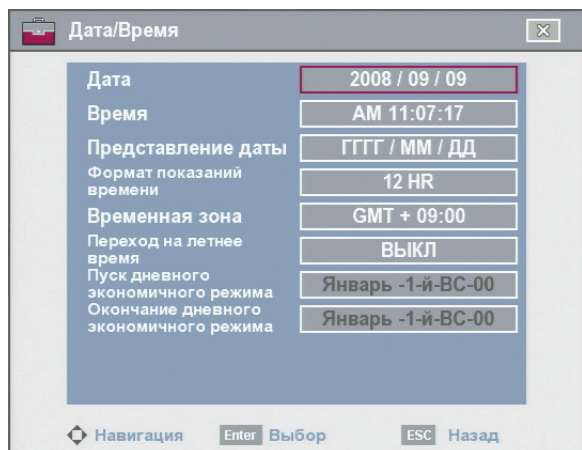 Дата/Время
Дата
2008 / 09 / 09
Время
AM 11:07:17
Представление даты
ГГГГ / ММ / ДД
Формат показаний
времени
12 HR
Временная зона
GMT + 09:00
Переход на летнее
время
ВЫКЛ
Пуск дневного
экономичного режима
Январь -1-й-ВС-00
Окончание дневного
экономичного режима
Январь -1-й-ВС-00
Навигация Enter Выбор ESC Назад